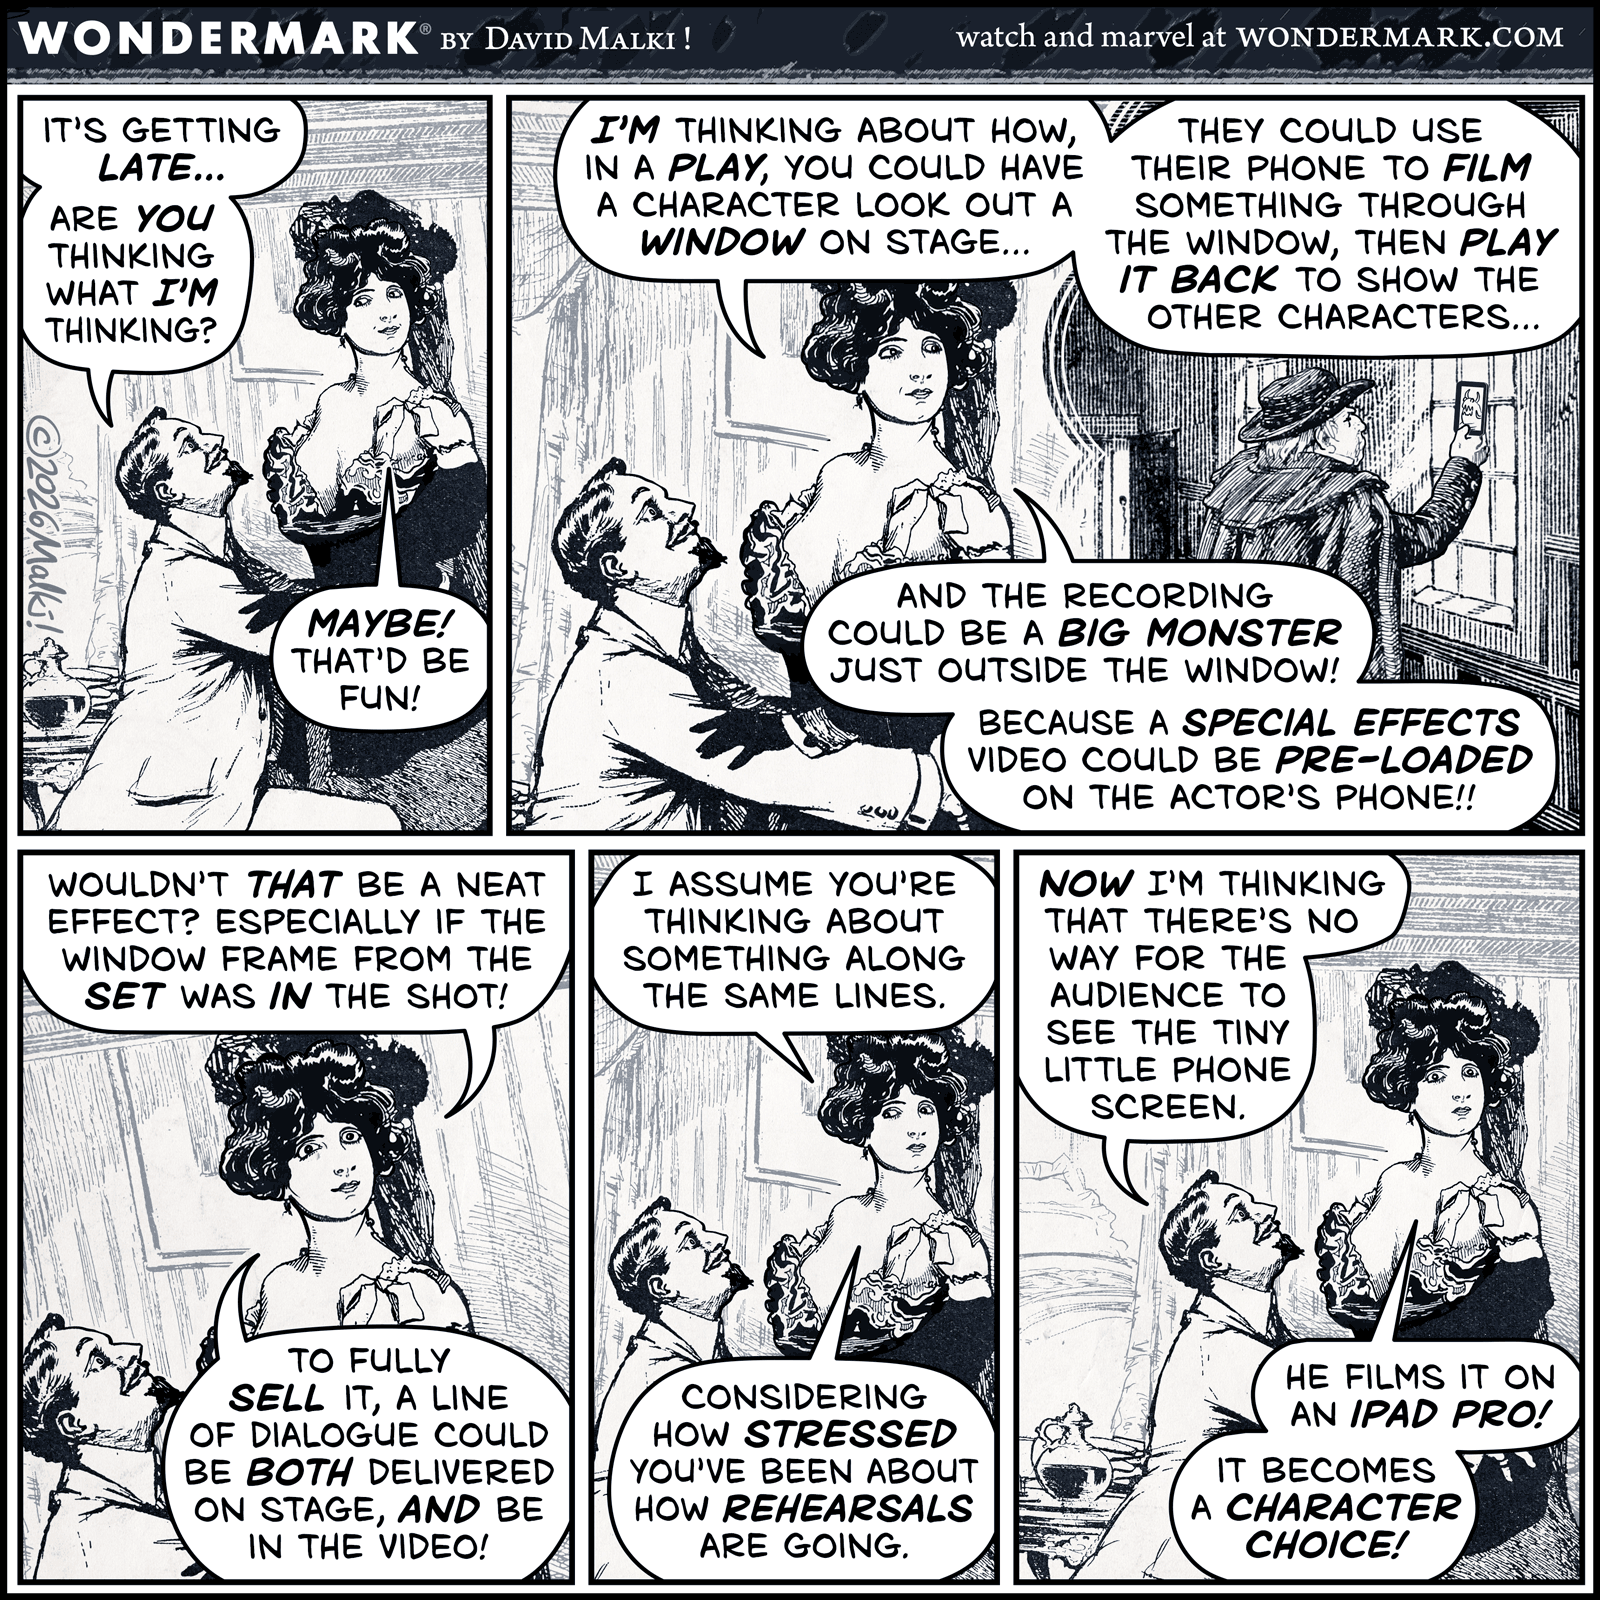 WONDERMARK® BY DAVID MALKI !
watch and marvel at WONDERMARK.COM
IT'S GETTING
LATE...
ARE YOU
THINKING
WHAT I'M
THINKING?
MAYBE!
THAT'D BE
FUN!
©2026 Malki!
I'M THINKING ABOUT HOW,
IN A PLAY, YOU COULD HAVE
A CHARACTER LOOK OUT A
WINDOW ON STAGE...
THEY COULD USE
THEIR PHONE TO FILM
SOMETHING THROUGH
THE WINDOW, THEN PLAY
IT BACK TO SHOW THE
OTHER CHARACTERS...
AND THE RECORDING
COULD BE A BIG MONSTER
JUST OUTSIDE THE WINDOW!
BECAUSE A SPECIAL EFFECTS
VIDEO COULD BE PRE-LOADED
ON THE ACTOR'S PHONE!!
WOULDN'T THAT BE A NEAT
EFFECT? ESPECIALLY IF THE
WINDOW FRAME FROM THE
SET WAS IN THE SHOT!
TO FULLY
SELL IT, A LINE
OF DIALOGUE COULD
BE BOTH DELIVERED
ON STAGE, AND BE
IN THE VIDEO!
I ASSUME YOU'RE
THINKING ABOUT
SOMETHING ALONG
THE SAME LINES.
CONSIDERING
HOW STRESSED
YOU'VE BEEN ABOUT
HOW REHEARSALS
ARE GOING.
NOW I'M THINKING
THAT THERE'S NO
WAY FOR THE
AUDIENCE TO
SEE THE TINY
LITTLE PHONE
SCREEN.
HE FILMS IT ON
AN IPAD PRO!
IT BECOMES
A CHARACTER
CHOICE!